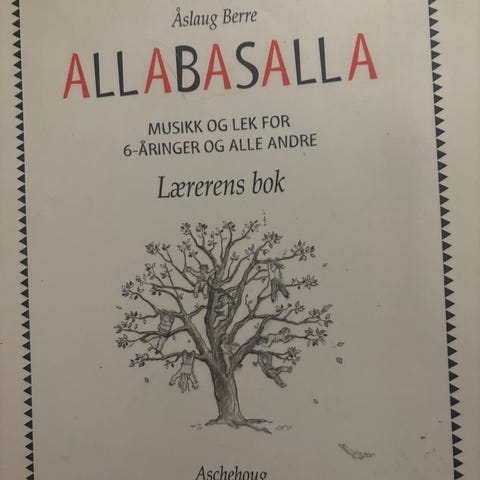 Åslaug Berre
ALLABASALLA
MUSIKK OG LEK FOR
6-ÅRINGER OG ALLE ANDRE
Lærerens bok
Aschehoug